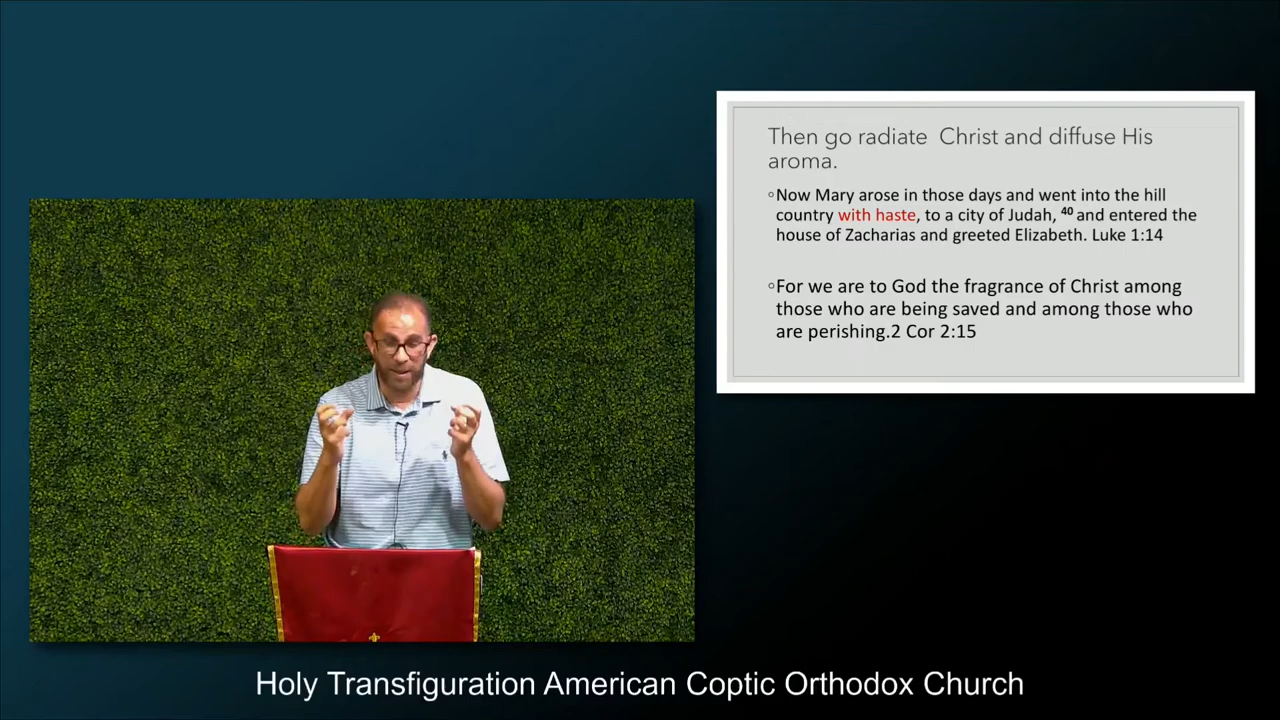 Then go radiate Christ and diffuse His
aroma.
◦Now Mary arose in those days and went into the hill
country with haste, to a city of Judah, ⁴⁰ and entered the
house of Zacharias and greeted Elizabeth. Luke 1:14
◦For we are to God the fragrance of Christ among
those who are being saved and among those who
are perishing.2 Cor 2:15
Holy Transfiguration American Coptic Orthodox Church